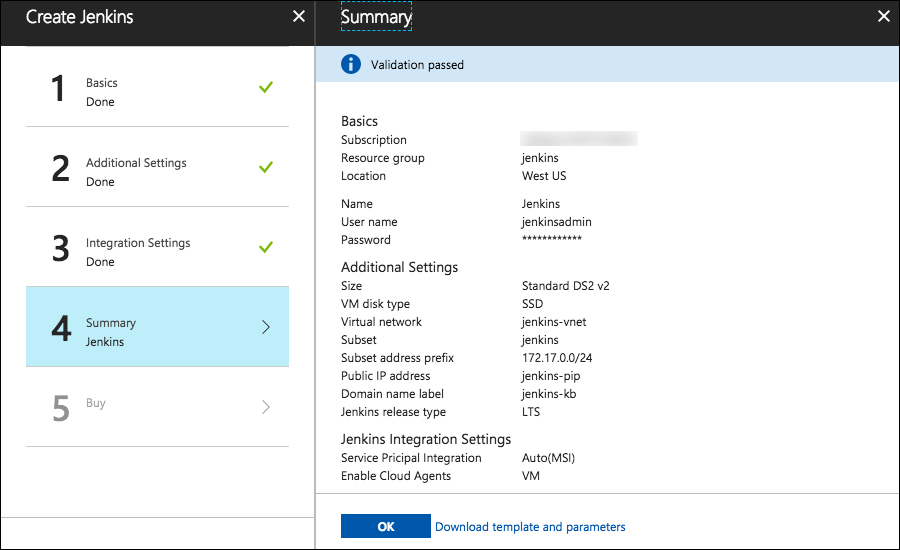 Create Jenkins
1
Basics
Done
2
Additional Settings
Done
3
Integration Settings
Done
4
Summary
Jenkins
5
Buy
Summary
Validation passed
Basics
Subscription
Resource group jenkins
Location West US
Name Jenkins
User name jenkinsadmin
Password ************
Additional Settings
Size Standard DS2 v2
VM disk type SSD
Virtual network jenkins-vnet
Subset jenkins
Subset address prefix 172.17.0.0/24
Public IP address jenkins-pip
Domain name label jenkins-kb
Jenkins release type LTS
Jenkins Integration Settings
Service Pricipal Integration Auto(MSI)
Enable Cloud Agents VM
OK Download template and parameters